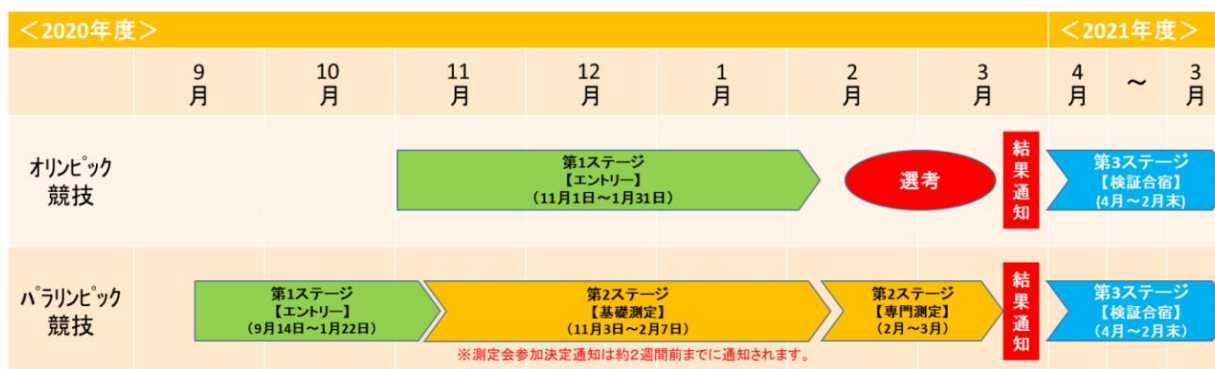 ＜2020年度＞
＜2021年度＞
9月
10月
11月
12月
1月
2月
3月
4月
～
3月
オリンピック
競技
第1ステージ
【エントリー】
（11月1日～1月31日）
選考
結果通知
第3ステージ
【検証合宿】
(4月～2月末)
パラリンピック
競技
第1ステージ
【エントリー】
（9月14日～1月22日）
第2ステージ
【基礎測定】
（11月3日～2月7日）
第2ステージ
【専門測定】
（2月～3月）
結果通知
第3ステージ
【検証合宿】
（4月～2月末）
※測定会参加決定通知は約２週間前までに通知されます。